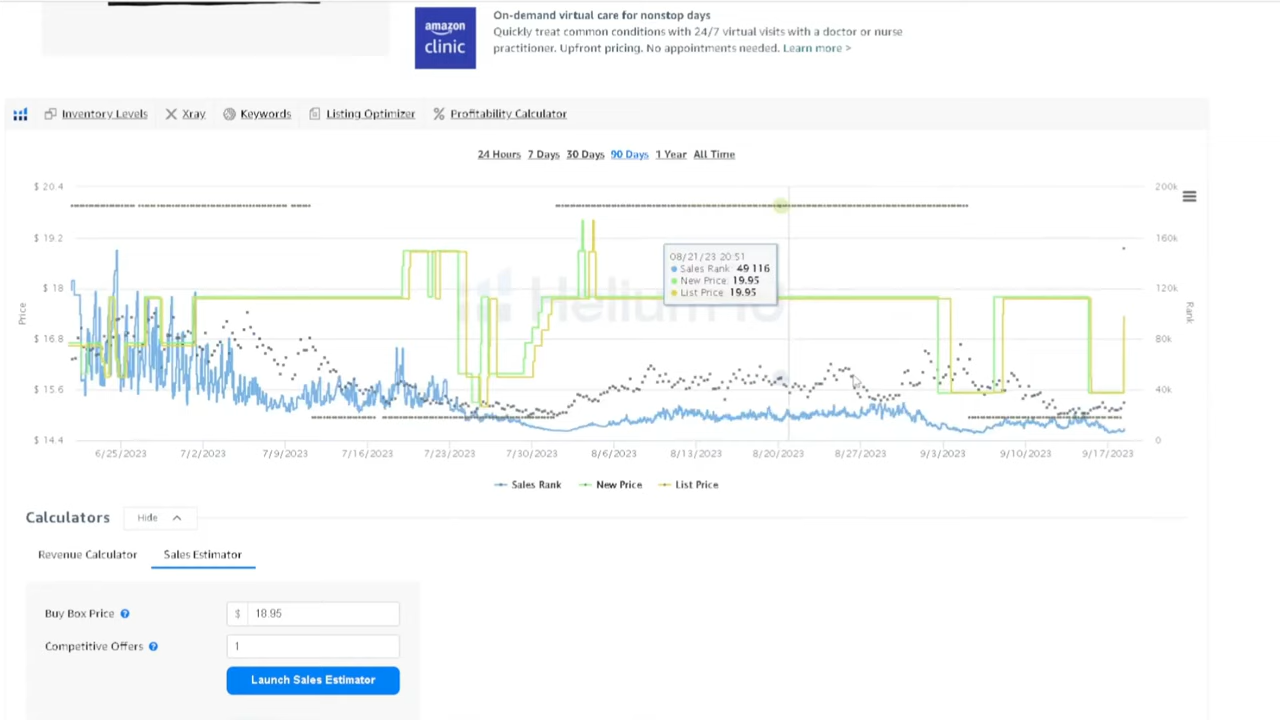 On-demand virtual care for nonstop days
amazon
clinic
Quickly treat common conditions with 24/7 virtual visits with a doctor or nurse
practitioner. Upfront pricing. No appointments needed. Learn more >
Inventory Levels
Xray
Keywords
Listing Optimizer
Profitability Calculator
24 Hours 7 Days 30 Days 90 Days 1 Year All Time
$ 20.4
200k
$ 19.2
160k
$ 18
120k
$ 16.8
80k
$ 15.6
40k
$ 14.4
0
Price
Rank
Helium 10
08/21/23 20:51
Sales Rank: 49 116
New Price: 19.95
List Price: 19.95
6/25/2023 7/2/2023 7/9/2023 7/16/2023 7/23/2023 7/30/2023 8/6/2023 8/13/2023 8/20/2023 8/27/2023 9/3/2023 9/10/2023 9/17/2023
Sales Rank New Price List Price
Calculators Hide
Revenue Calculator Sales Estimator
Buy Box Price ? $ 18.95
Competitive Offers ? 1
Launch Sales Estimator